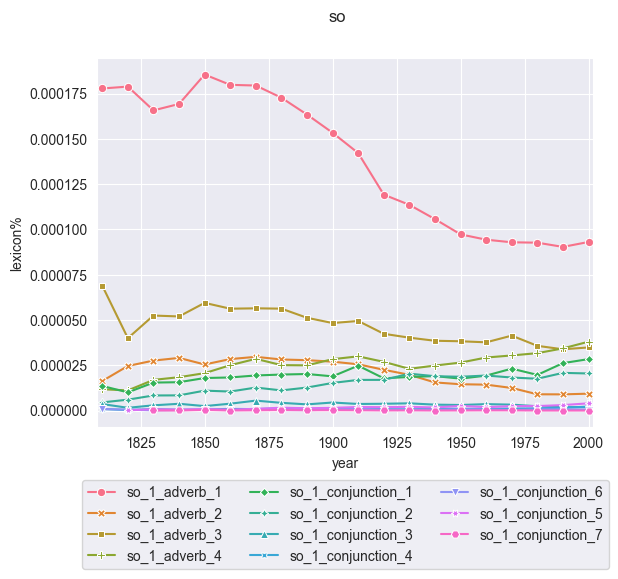 so
0.000175
0.000150
0.000125
0.000100
0.000075
0.000050
0.000025
0.000000
lexicon%
1825 1850 1875 1900 1925 1950 1975 2000
year
so_1_adverb_1 so_1_conjunction_1 so_1_conjunction_6
so_1_adverb_2 so_1_conjunction_2 so_1_conjunction_5
so_1_adverb_3 so_1_conjunction_3 so_1_conjunction_7
so_1_adverb_4 so_1_conjunction_4